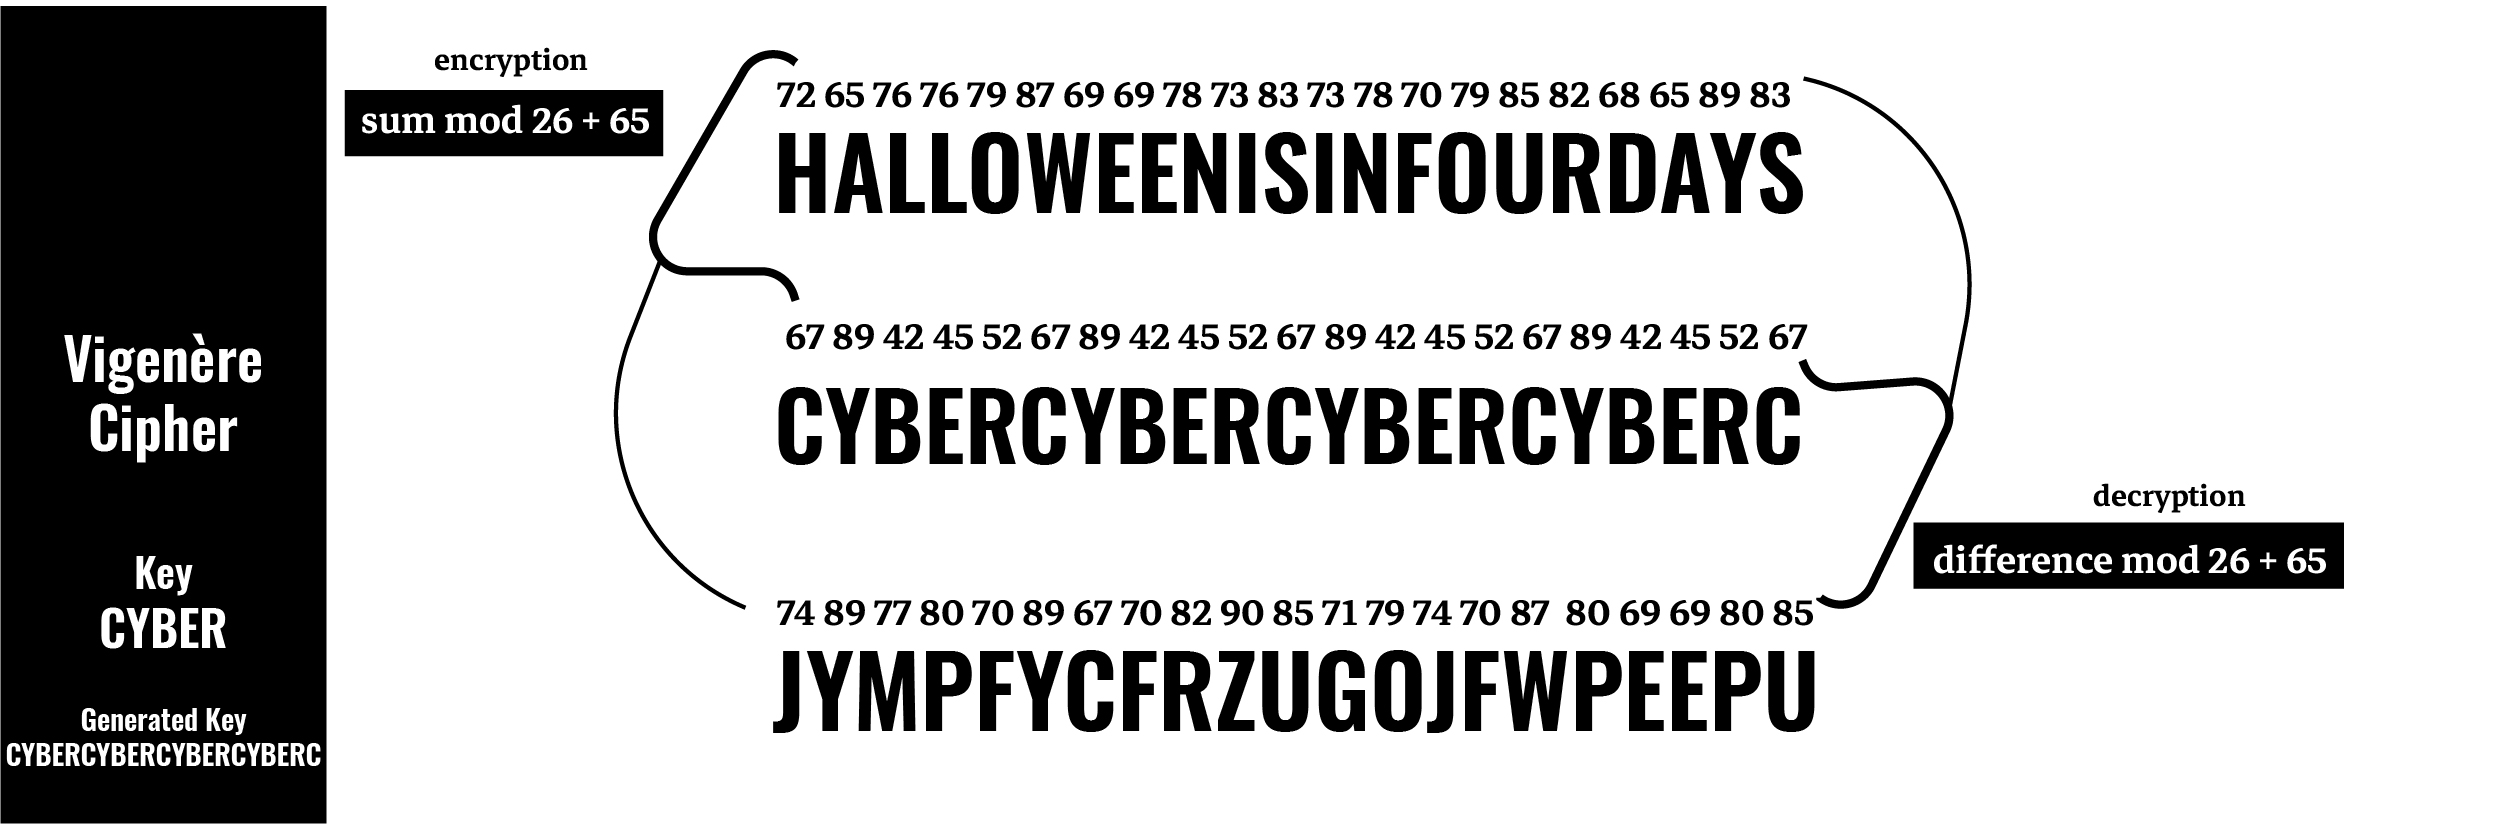 Vigenère
Cipher
Key
CYBER
Generated Key
CYBERCYBERCYBERCYBERC
encryption
sum mod 26 + 65
72 65 76 76 79 87 69 69 78 73 83 73 78 70 79 85 82 68 65 89 83
HALLOWEENISINFOURDAYS
67 89 42 45 52 67 89 42 45 52 67 89 42 45 52 67 89 42 45 52 67
CYBERCYBERCYBERCYBERC
decryption
difference mod 26 + 65
74 89 77 80 70 89 67 70 82 90 85 71 79 74 70 87 80 69 69 80 85
JYMPFYCFRZUGOJFWPEEPU